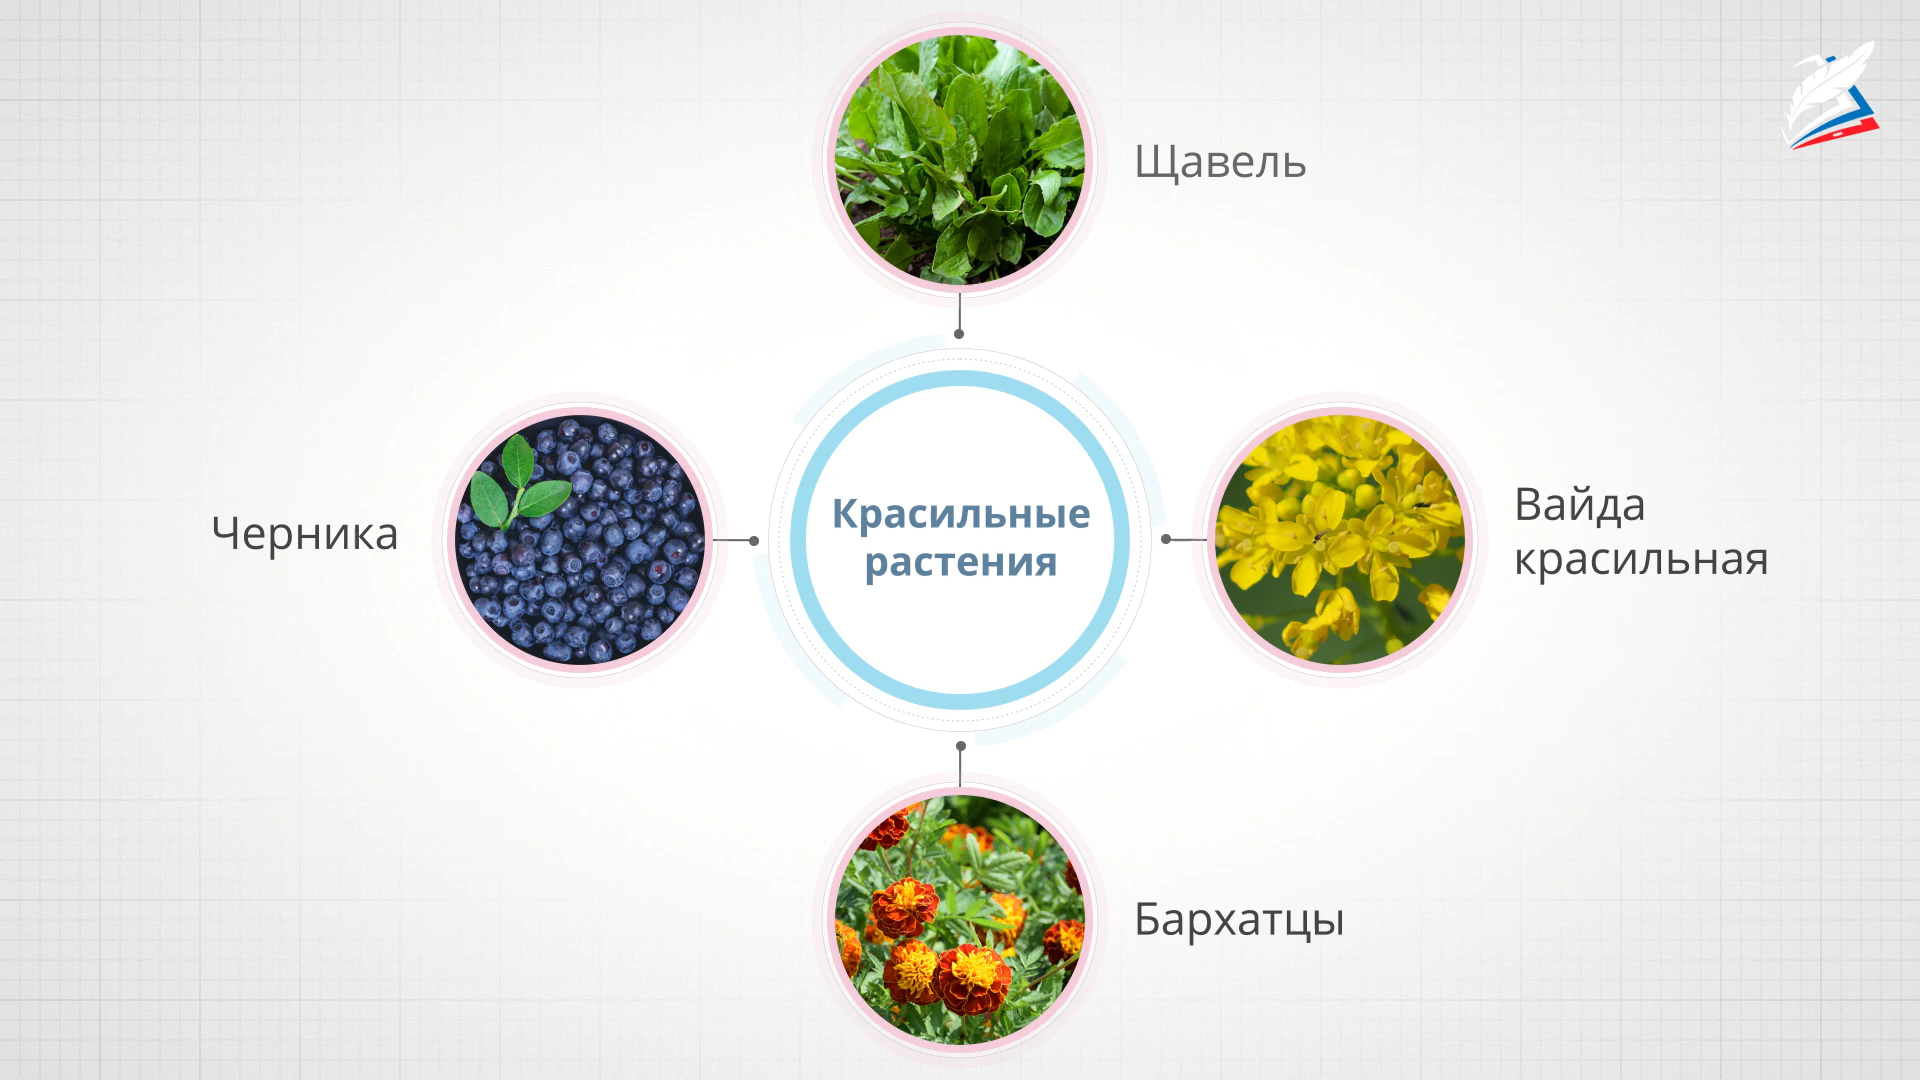 Щавель
Черника
Красильные
растения
Вайда
красильная
Бархатцы